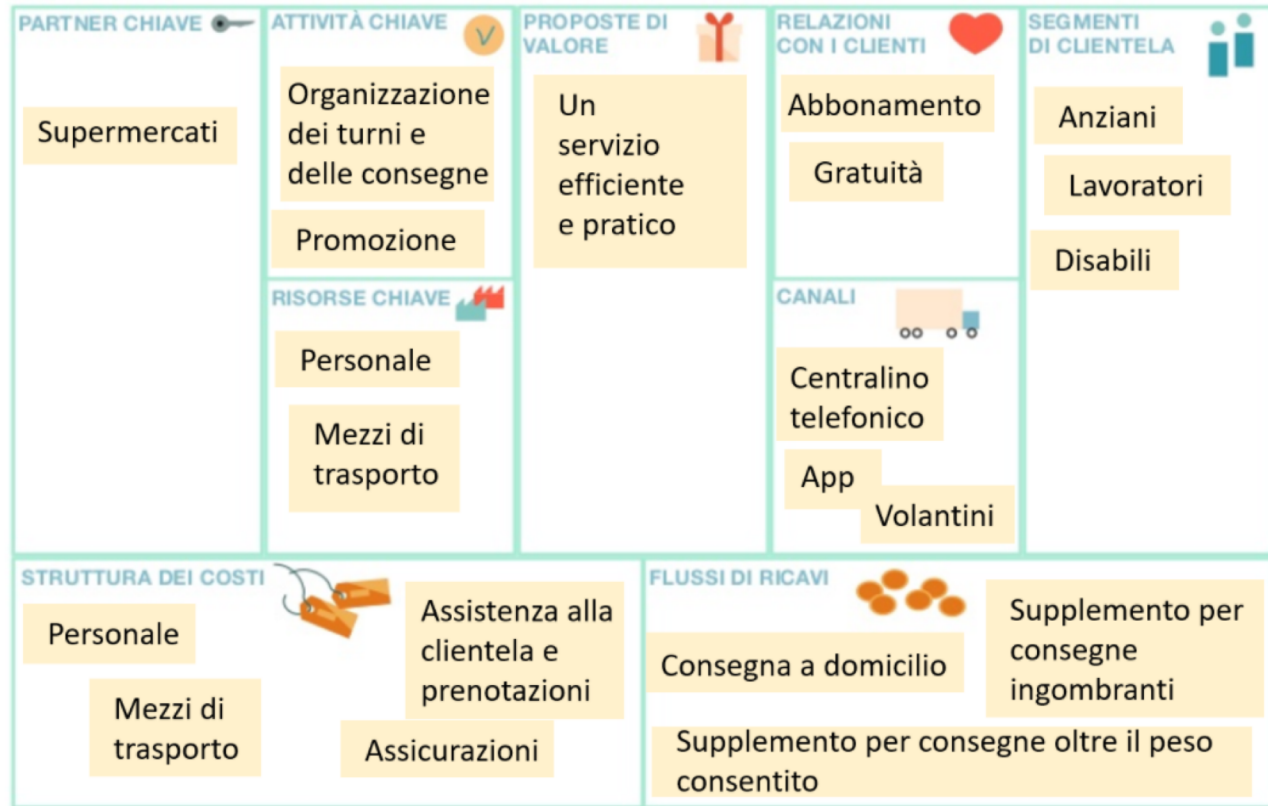 PARTNER CHIAVE
Supermercati
ATTIVITÀ CHIAVE
Organizzazione
dei turni e
delle consegne
Promozione
RISORSE CHIAVE
Personale
Mezzi di
trasporto
PROPOSTE DI
VALORE
Un
servizio
efficiente
e pratico
RELAZIONI
CON I CLIENTI
Abbonamento
Gratuità
CANALI
Centralino
telefonico
App
Volantini
SEGMENTI
DI CLIENTELA
Anziani
Lavoratori
Disabili
STRUTTURA DEI COSTI
Personale
Mezzi di
trasporto
Assistenza alla
clientela e
prenotazioni
Assicurazioni
FLUSSI DI RICAVI
Consegna a domicilio
Supplemento per
consegne
ingombranti
Supplemento per consegne oltre il peso
consentito